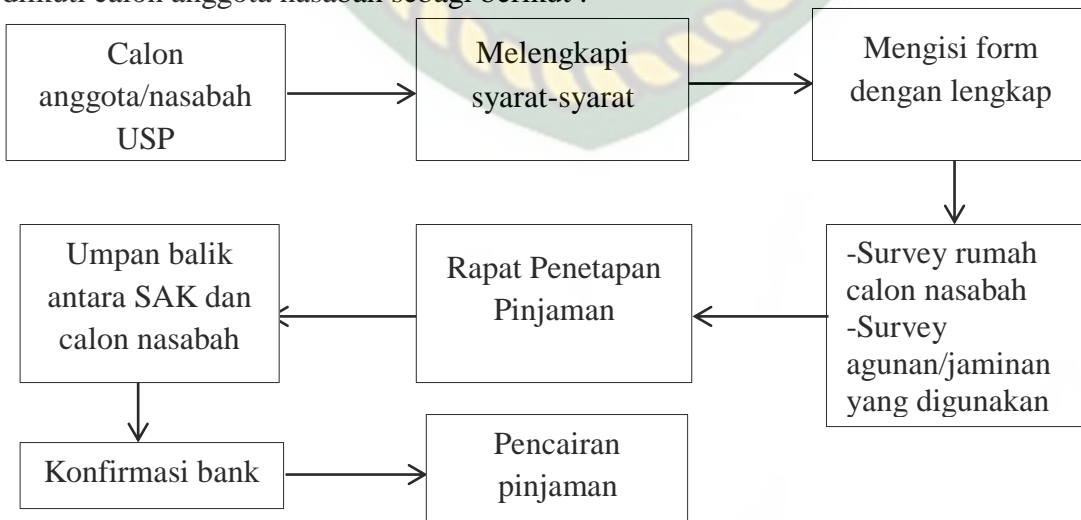 diikuti calon anggota nasabah sebagi berikut :
Calon
anggota/nasabah
USP
Melengkapi
syarat-syarat
Mengisi form
dengan lengkap
-Survey rumah
calon nasabah
-Survey
agunan/jaminan
yang digunakan
Rapat Penetapan
Pinjaman
Umpan balik
antara SAK dan
calon nasabah
Konfirmasi bank
Pencairan
pinjaman